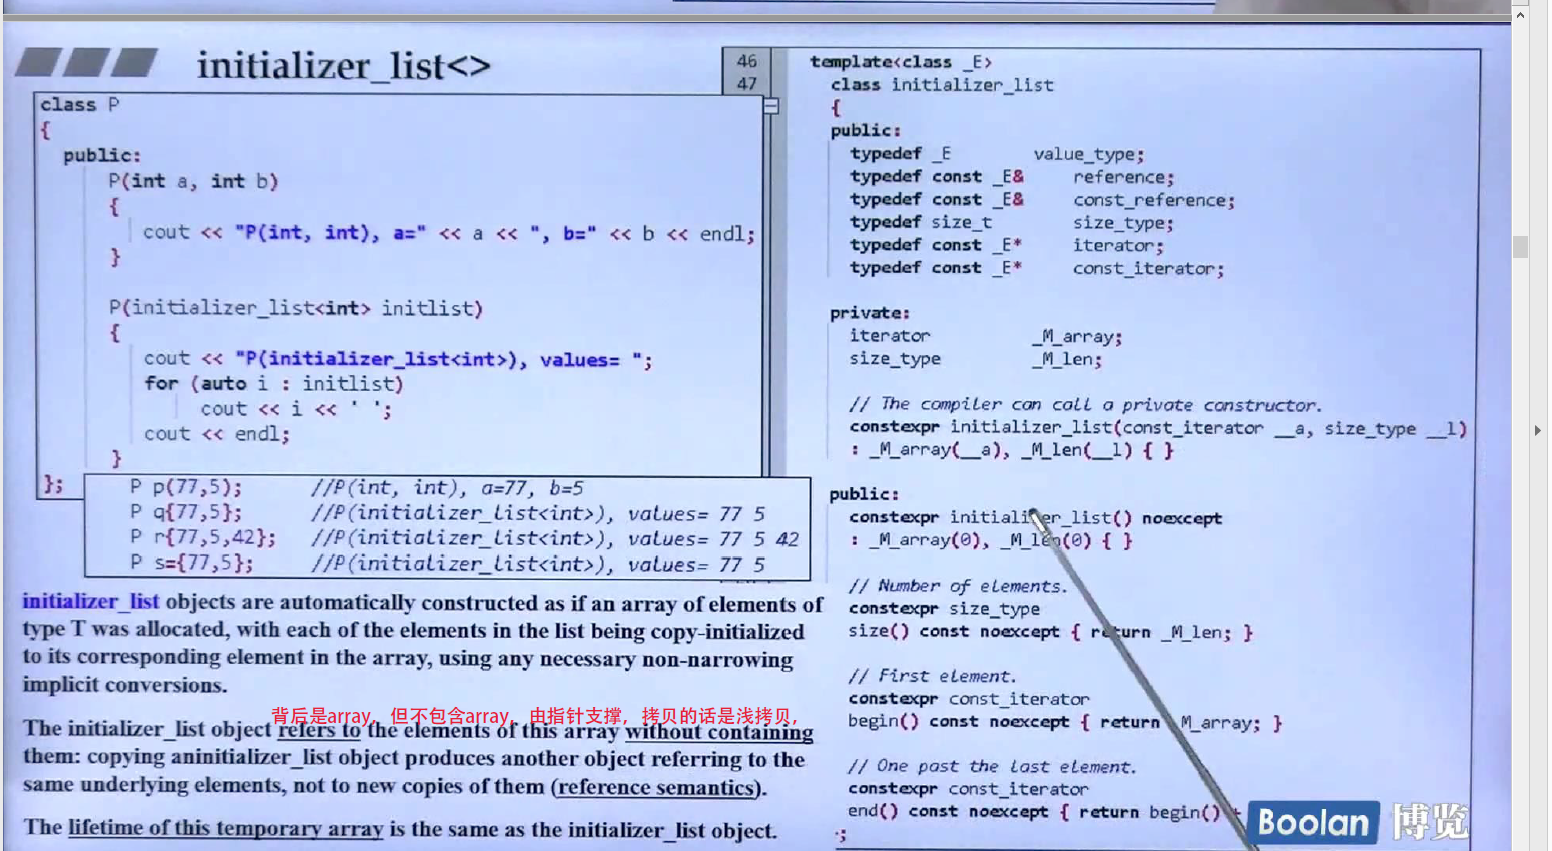 initializer_list<>
class P
{
public:
P(int a, int b)
{
cout << "P(int, int), a=" << a << ", b=" << b << endl;
}
P(initializer_list<int> initlist)
{
cout << "P(initializer_list<int>), values= ";
for (auto i : initlist)
cout << i << ' ';
cout << endl;
}
};
P p(77,5);      //P(int, int), a=77, b=5
P q{77,5};      //P(initializer_list<int>), values= 77 5
P r{77,5,42};   //P(initializer_list<int>), values= 77 5 42
P s={77,5};     //P(initializer_list<int>), values= 77 5
initializer_list objects are automatically constructed as if an array of elements of
type T was allocated, with each of the elements in the list being copy-initialized
to its corresponding element in the array, using any necessary non-narrowing
implicit conversions.
背后是array，但不包含array，由指针支撑，拷贝的话是浅拷贝，
The initializer_list object refers to the elements of this array without containing
them: copying aninitializer_list object produces another object referring to the
same underlying elements, not to new copies of them (reference semantics).
The lifetime of this temporary array is the same as the initializer_list object.
46 template<class _E>
47 class initializer_list
{
public:
typedef _E value_type;
typedef const _E& reference;
typedef const _E& const_reference;
typedef size_t size_type;
typedef const _E* iterator;
typedef const _E* const_iterator;
private:
iterator _M_array;
size_type _M_len;
// The compiler can call a private constructor.
constexpr initializer_list(const_iterator __a, size_type __l)
: _M_array(__a), _M_len(__l) { }
public:
constexpr initializer_list() noexcept
: _M_array(0), _M_len(0) { }
// Number of elements.
constexpr size_type
size() const noexcept { return _M_len; }
// First element.
constexpr const_iterator
begin() const noexcept { return _M_array; }
// One past the last element.
constexpr const_iterator
end() const noexcept { return begin() +
;
Boolan 博览